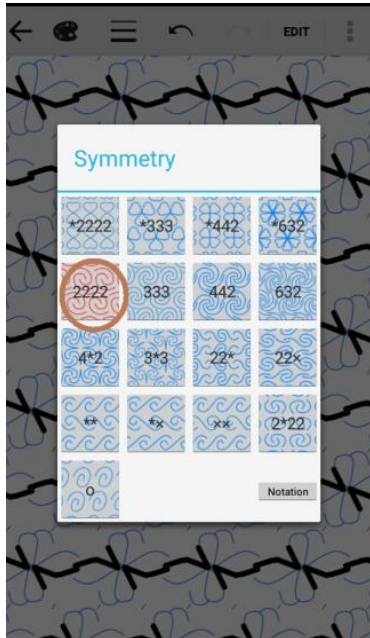 EDIT
Symmetry
*2222 *333 *442 *632
2222 333 442 632
4*2 3*3 22* 22×
** *× ×× 2*22
o
Notation